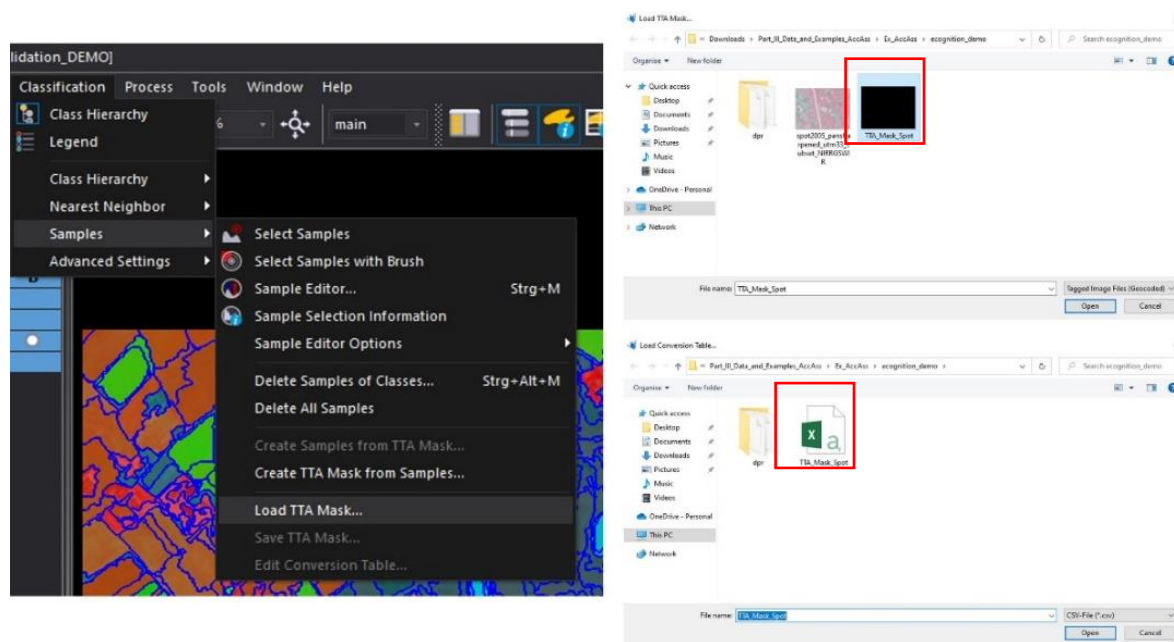 lidation_DEMO]
Classification Process Tools Window Help
Class Hierarchy
% main
Legend
Class Hierarchy
Nearest Neighbor
Samples
Advanced Settings
Select Samples
Select Samples with Brush
Sample Editor... Strg+M
Sample Selection Information
Sample Editor Options
Delete Samples of Classes... Strg+Alt+M
Delete All Samples
Create Samples from TTA Mask...
Create TTA Mask from Samples...
Load TTA Mask...
Save TTA Mask...
Edit Conversion Table...
Load TTA Mask...
Downloads > Part_III_Data_and_Examples_AccAss > Ex_AccAss > ecognition_demo
Search ecognition_demo
Organise New folder
Quick access
Desktop
Documents
Downloads
Pictures
Music
Videos
OneDrive - Personal
This PC
Network
dpr
TTA_Mask_Spot
File name: TTA_Mask_Spot
Tagged Image Files (Geocoded)
Open Cancel
Load Conversion Table...
Part_III_Data_and_Examples_AccAss > Ex_AccAss > ecognition_demo >
Search ecognition_demo
Organise New folder
Quick access
Desktop
Documents
Downloads
Pictures
Music
Videos
OneDrive - Personal
This PC
Network
X a,
dpr
TTA_Mask_Spot
File name: TTA_Mask_Spot
CSV-File (*.csv)
Open Cancel